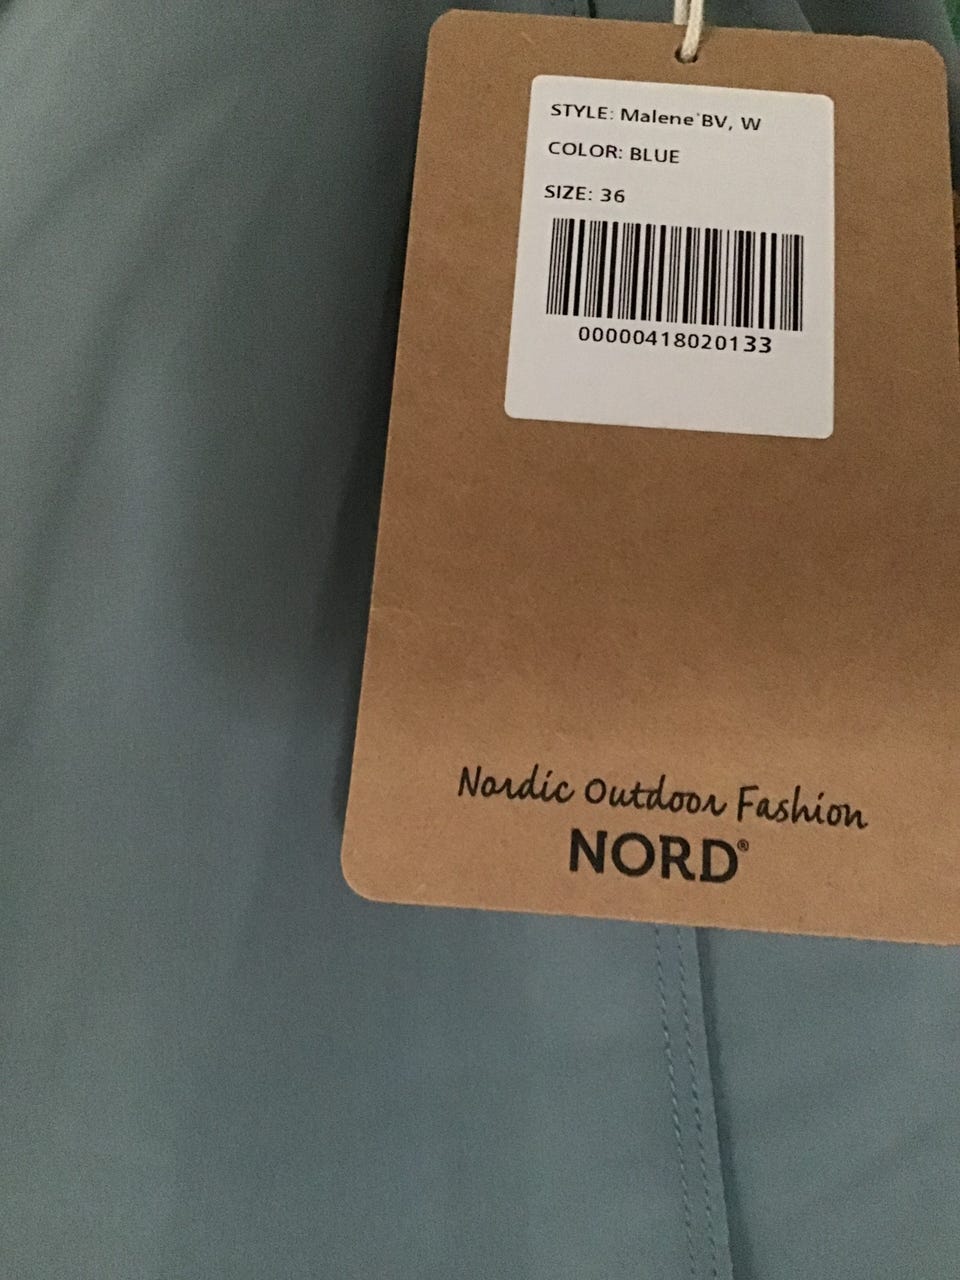 STYLE: Malene BV, W
COLOR: BLUE
SIZE: 36
00000418020133
Nordic Outdoor Fashion
NORD®